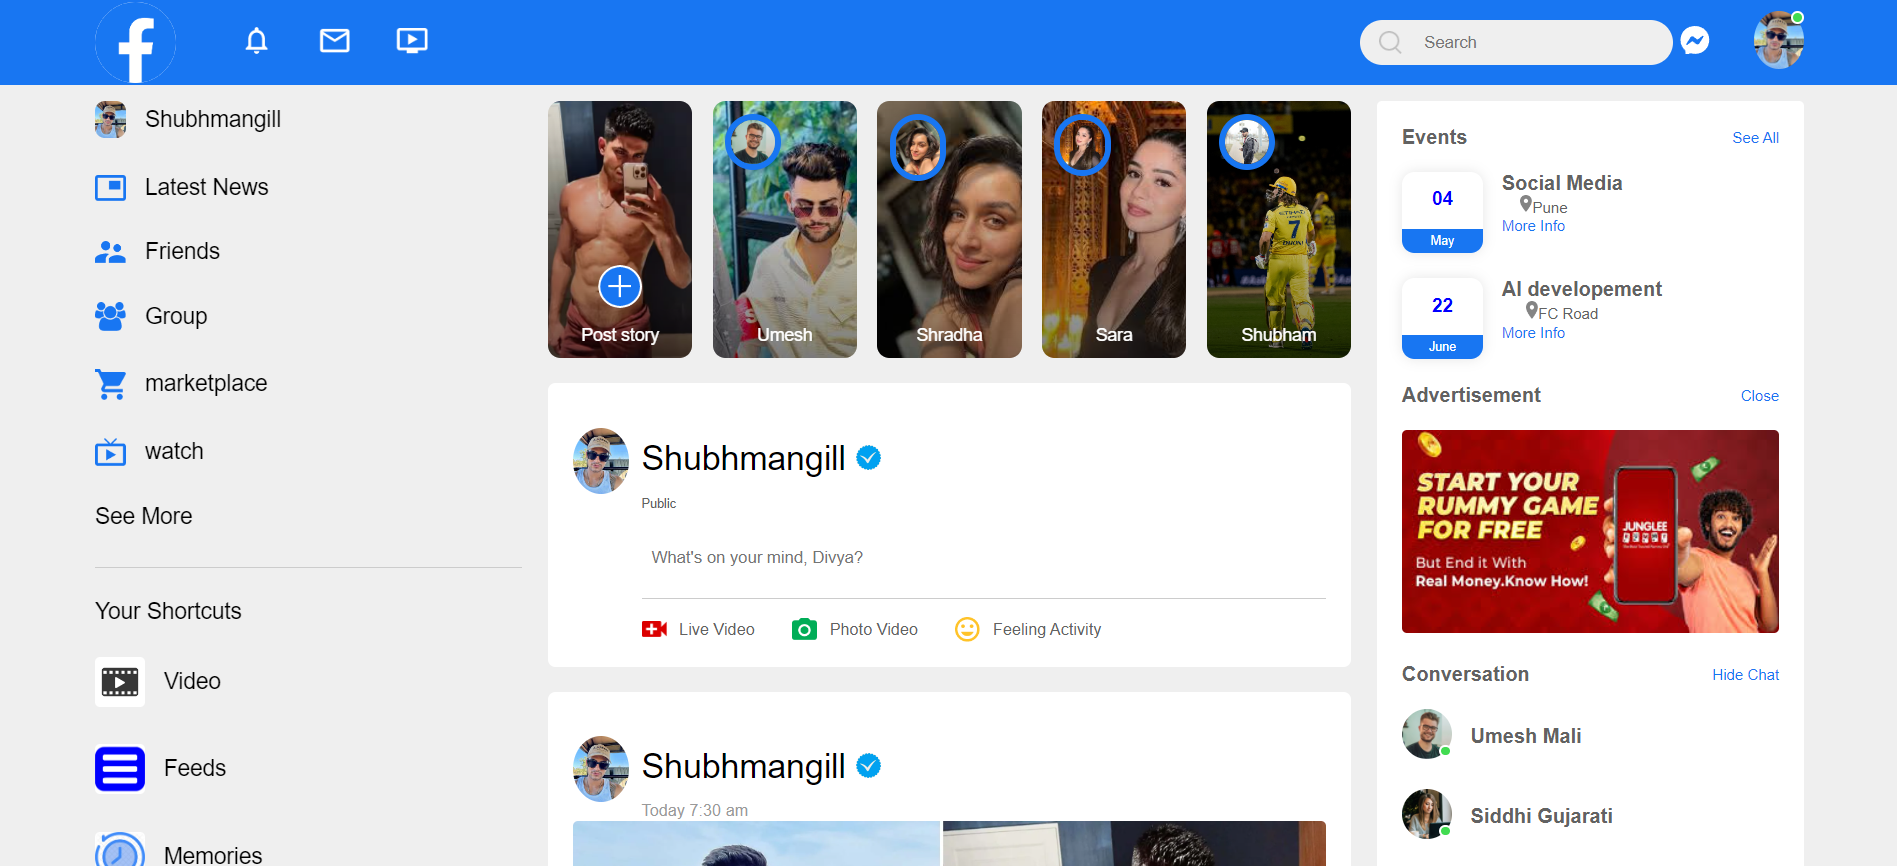 Search
Shubhmangill
Latest News
Friends
Group
marketplace
watch
See More
Your Shortcuts
Video
Feeds
Memories
Post story
Umesh
Shradha
Sara
Shubham
7
Shubhmangill
Public
What's on your mind, Divya?
Live Video
Photo Video
Feeling Activity
Shubhmangill
Today 7:30 am
Events
See All
04
May
Social Media
Pune
More Info
22
June
AI developement
FC Road
More Info
Advertisement
Close
START YOUR
RUMMY GAME
FOR FREE
But End it With
Real Money.Know How!
JUNGLEE
Conversation
Hide Chat
Umesh Mali
Siddhi Gujarati